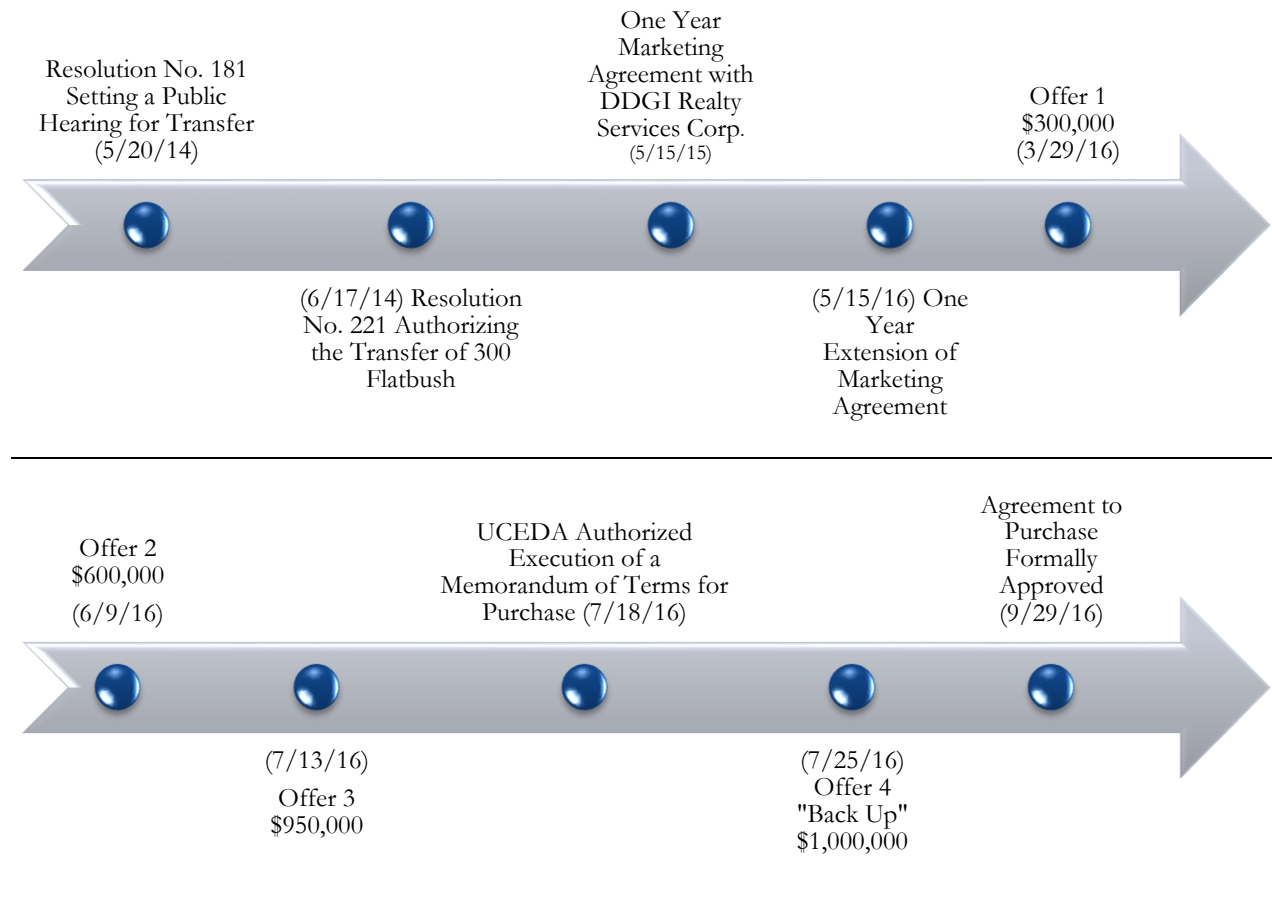 Resolution No. 181
Setting a Public
Hearing for Transfer
(5/20/14)
(6/17/14) Resolution
No. 221 Authorizing
the Transfer of 300
Flatbush
One Year
Marketing
Agreement with
DDGI Realty
Services Corp.
(5/15/15)
(5/15/16) One
Year
Extension of
Marketing
Agreement
Offer 1
$300,000
(3/29/16)
Offer 2
$600,000
(6/9/16)
(7/13/16)
Offer 3
$950,000
UCEDA Authorized
Execution of a
Memorandum of Terms for
Purchase (7/18/16)
(7/25/16)
Offer 4
"Back Up"
$1,000,000
Agreement to
Purchase
Formally
Approved
(9/29/16)